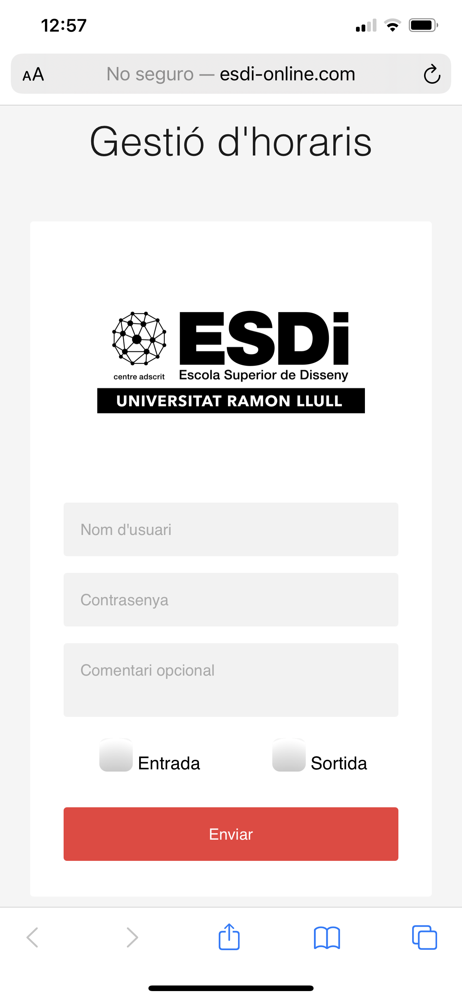 12:57
AA No seguro — esdi-online.com
Gestió d'horaris
ESDi
centre adscrit Escola Superior de Disseny
UNIVERSITAT RAMON LLULL
Nom d'usuari
Contrasenya
Comentari opcional
Entrada Sortida
Enviar